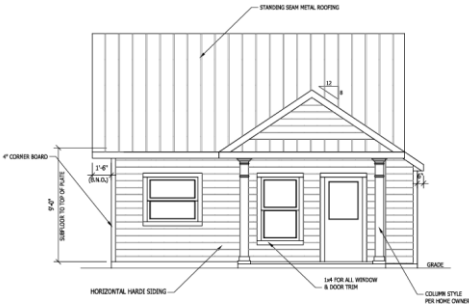 STANDING SEAM METAL ROOFING
12
8
4" CORNER BOARD
1'-6"
(U.N.O.)
9'-0"
SUBFLOOR TO TOP OF PLATE
GRADE
HORIZONTAL HARDI SIDING
1x4 FOR ALL WINDOW
& DOOR TRIM
COLUMN STYLE
PER HOME OWNER